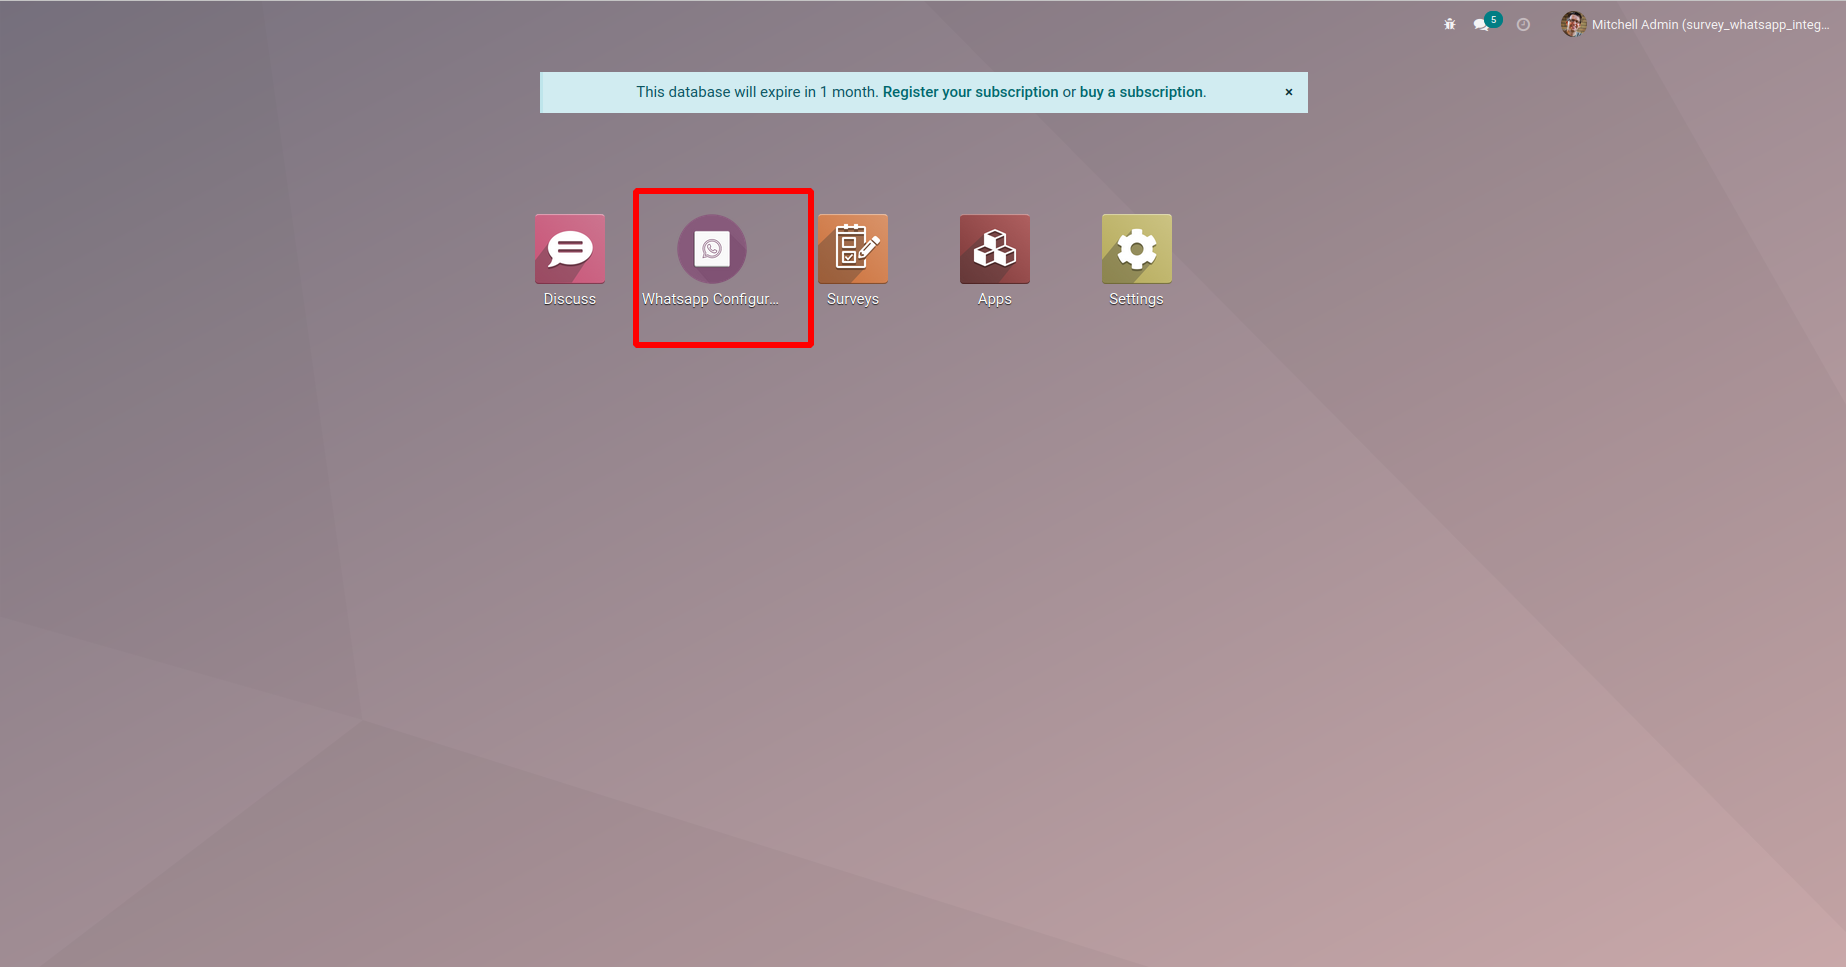 5
Mitchell Admin (survey_whatsapp_integ...
This database will expire in 1 month. Register your subscription or buy a subscription.
×
Discuss
Whatsapp Configur...
Surveys
Apps
Settings